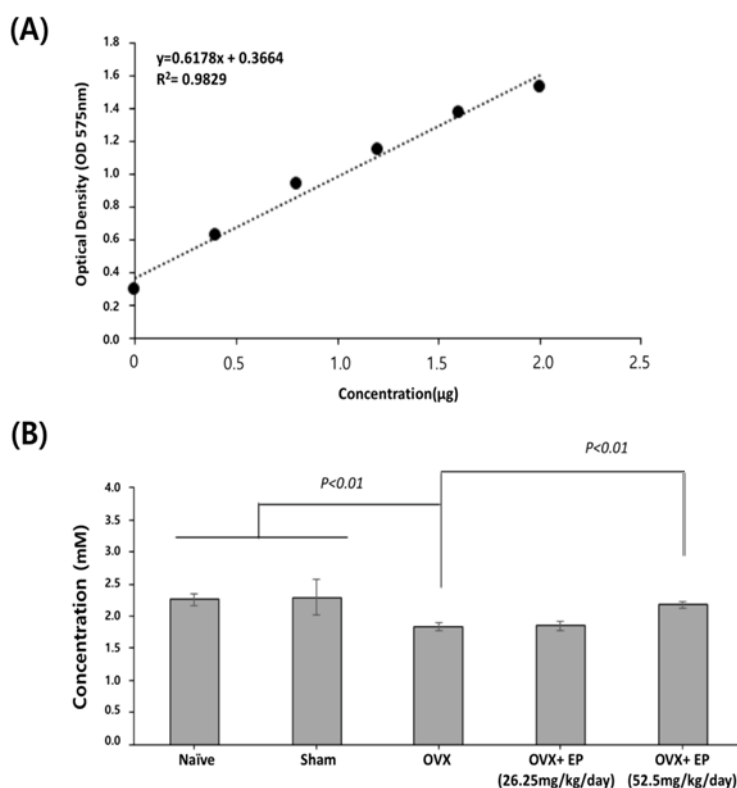 (A)
y=0.6178x + 0.3664
R²= 0.9829
Optical Density (OD 575nm)
1.8
1.6
1.4
1.2
1.0
0.8
0.6
0.4
0.2
0.0
0 0.5 1.0 1.5 2.0 2.5
Concentration(µg)
(B)
P<0.01
P<0.01
Concentration (mM)
4.0
3.5
3.0
2.5
2.0
1.5
1.0
0.5
0.0
Naïve Sham OVX OVX+ EP OVX+ EP
(26.25mg/kg/day) (52.5mg/kg/day)